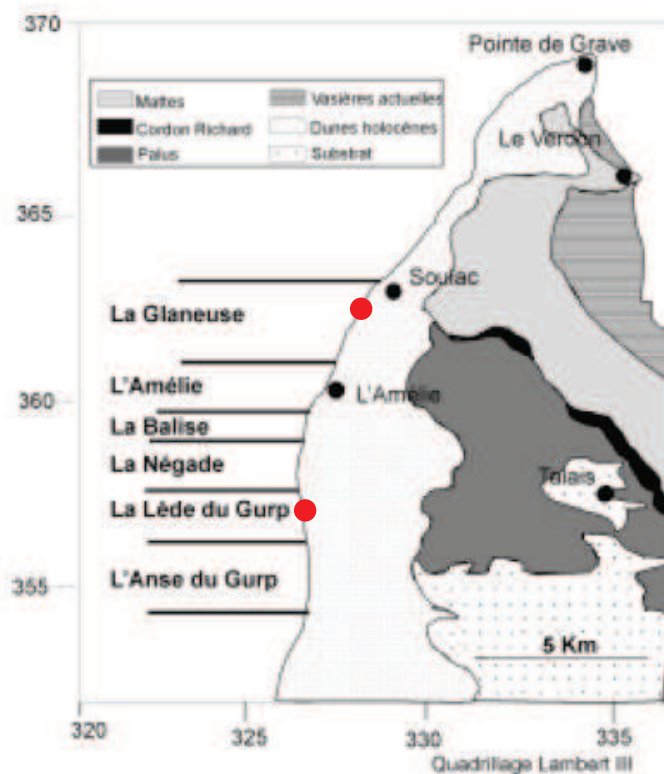 370
Pointe de Grave
Mattes
Vasières actuelles
Cordon Richard
Dunes holocènes
Palus
Substrat
Le Verdon
365
Soulac
La Glaneuse
L'Amélie
360
L'Amélie
La Balise
La Négade
Talais
La Lède du Gurp
L'Anse du Gurp
355
5 Km
320
325
330
335
Quadrillage Lambert III